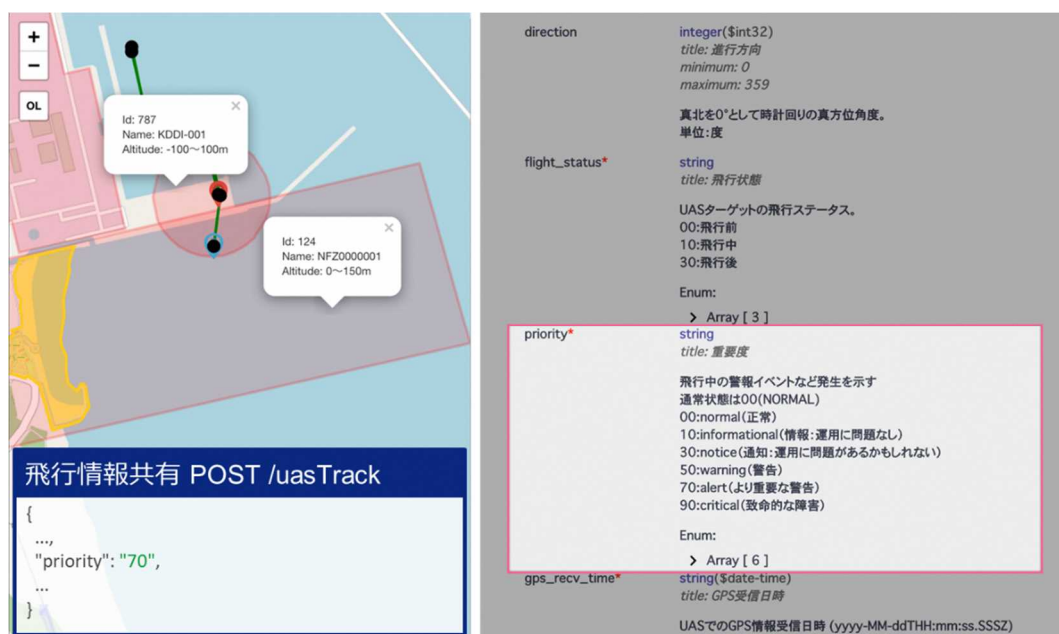 +
−
OL
×
Id: 787
Name: KDDI-001
Altitude: -100～100m
×
Id: 124
Name: NFZ0000001
Altitude: 0～150m
飛行情報共有 POST /uasTrack
{
...,
"priority": "70",
...
}
direction
integer($int32)
title: 進行方向
minimum: 0
maximum: 359
真北を0°として時計回りの真方位角度。
単位：度
flight_status*
string
title: 飛行状態
UASターゲットの飛行ステータス。
00:飛行前
10:飛行中
30:飛行後
Enum:
> Array [ 3 ]
priority*
string
title: 重要度
飛行中の警報イベントなど発生を示す
通常状態は00(NORMAL)
00:normal(正常)
10:informational(情報：運用に問題なし)
30:notice(通知：運用に問題があるかもしれない)
50:warning(警告)
70:alert(より重要な警告)
90:critical(致命的な障害)
Enum:
> Array [ 6 ]
gps_recv_time*
string($date-time)
title: GPS受信日時
UASでのGPS情報受信日時 (yyyy-MM-ddTHH:mm:ss.SSSZ)